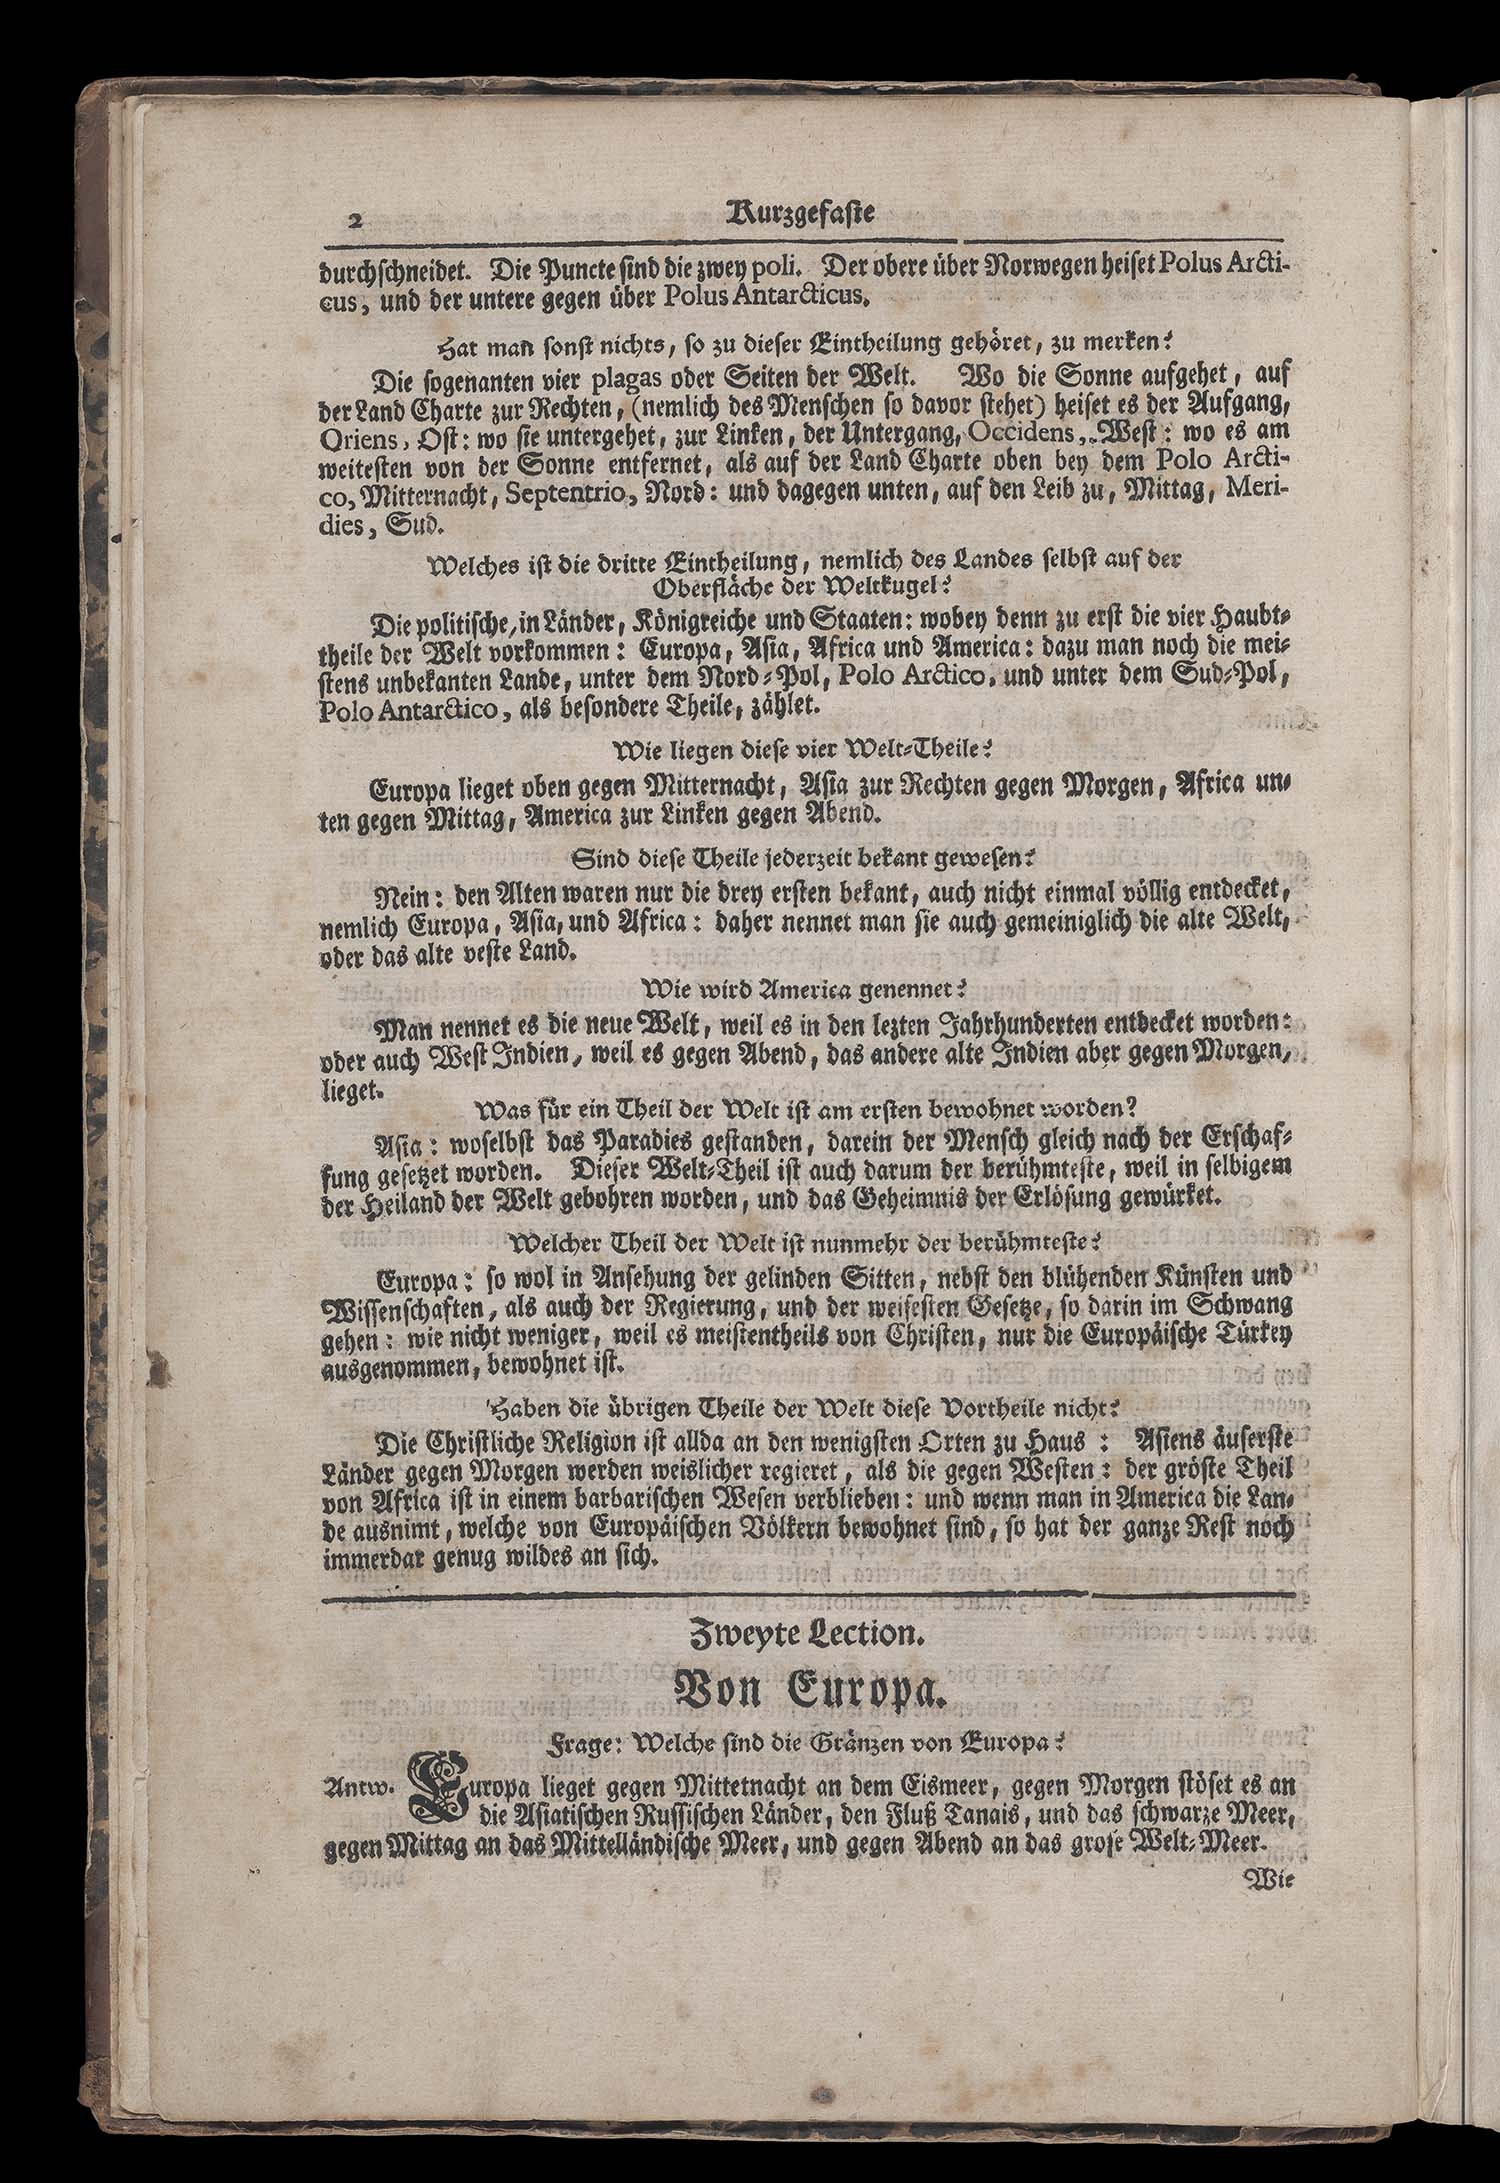 2
Kurzgefaste
durchschneidet. Die Puncte sind die zwey poli. Der obere über Norwegen heiset Polus Arcti-
cus, und der untere gegen über Polus Antarcticus.
Hat man sonst nichts, so zu dieser Eintheilung gehöret, zu merken?
Die sogenanten vier plagas oder Seiten der Welt. Wo die Sonne aufgehet, auf
der Land Charte zur Rechten, (nemlich des Menschen so davor stehet) heiset es der Aufgang,
Oriens, Ost: wo sie untergehet, zur Linken, der Untergang, Occidens, West: wo es am
weitesten von der Sonne entfernet, als auf der Land Charte oben bey dem Polo Arcti-
co, Mitternacht, Septentrio, Nord: und dagegen unten, auf den Leib zu, Mittag, Meri-
dies, Sud.
Welches ist die dritte Eintheilung, nemlich des Landes selbst auf der
Oberfläche der Weltkugel?
Die politische, in Länder, Königreiche und Staaten: wobey denn zu erst die vier Haubt-
theile der Welt vorkommen: Europa, Asia, Africa und America: dazu man noch die mei-
stens unbekanten Lande, unter dem Nord-Pol, Polo Arctico, und unter dem Sud-Pol,
Polo Antarctico, als besondere Theile, zählet.
Wie liegen diese vier Welt-Theile?
Europa lieget oben gegen Mitternacht, Asia zur Rechten gegen Morgen, Africa un-
ten gegen Mittag, America zur Linken gegen Abend.
Sind diese Theile jederzeit bekant gewesen?
Nein: den Alten waren nur die drey ersten bekant, auch nicht einmal völlig entdecket,
nemlich Europa, Asia, und Africa: daher nennet man sie auch gemeiniglich die alte Welt,
oder das alte veste Land.
Wie wird America genennet?
Man nennet es die neue Welt, weil es in den lezten Jahrhunderten entdecket worden:
oder auch West Indien, weil es gegen Abend, das andere alte Indien aber gegen Morgen,
lieget.
Was für ein Theil der Welt ist am ersten bewohnet worden?
Asia: woselbst das Paradies gestanden, darein der Mensch gleich nach der Erschaf-
fung gesetzet worden. Dieser Welt-Theil ist auch darum der berühmteste, weil in selbigem
der Heiland der Welt gebohren worden, und das Geheimnis der Erlösung gewürket.
Welcher Theil der Welt ist nunmehr der berühmteste?
Europa: so wol in Ansehung der gelinden Sitten, nebst den blühenden Künsten und
Wissenschaften, als auch der Regierung, und der weisesten Gesetze, so darin im Schwang
gehen: wie nicht weniger, weil es meistentheils von Christen, nur die Europäische Türkey
ausgenommen, bewohnet ist.
Haben die übrigen Theile der Welt diese Vortheile nicht?
Die Christliche Religion ist allda an den wenigsten Orten zu Haus: Asiens äuserste
Länder gegen Morgen werden weislicher regieret, als die gegen Westen: der gröste Theil
von Africa ist in einem barbarischen Wesen verblieben: und wenn man in America die Lan-
de ausnimt, welche von Europäischen Völkern bewohnet sind, so hat der ganze Rest noch
immerdar genug wildes an sich.
Zweyte Lection.
Von Europa.
Frage: Welche sind die Gränzen von Europa?
Antw. Europa lieget gegen Mittetnacht an dem Eismeer, gegen Morgen stöset es an
die Asiatischen Russischen Länder, den Fluß Tanais, und das schwarze Meer,
gegen Mittag an das Mittelländische Meer, und gegen Abend an das grose Welt-Meer.
Wie